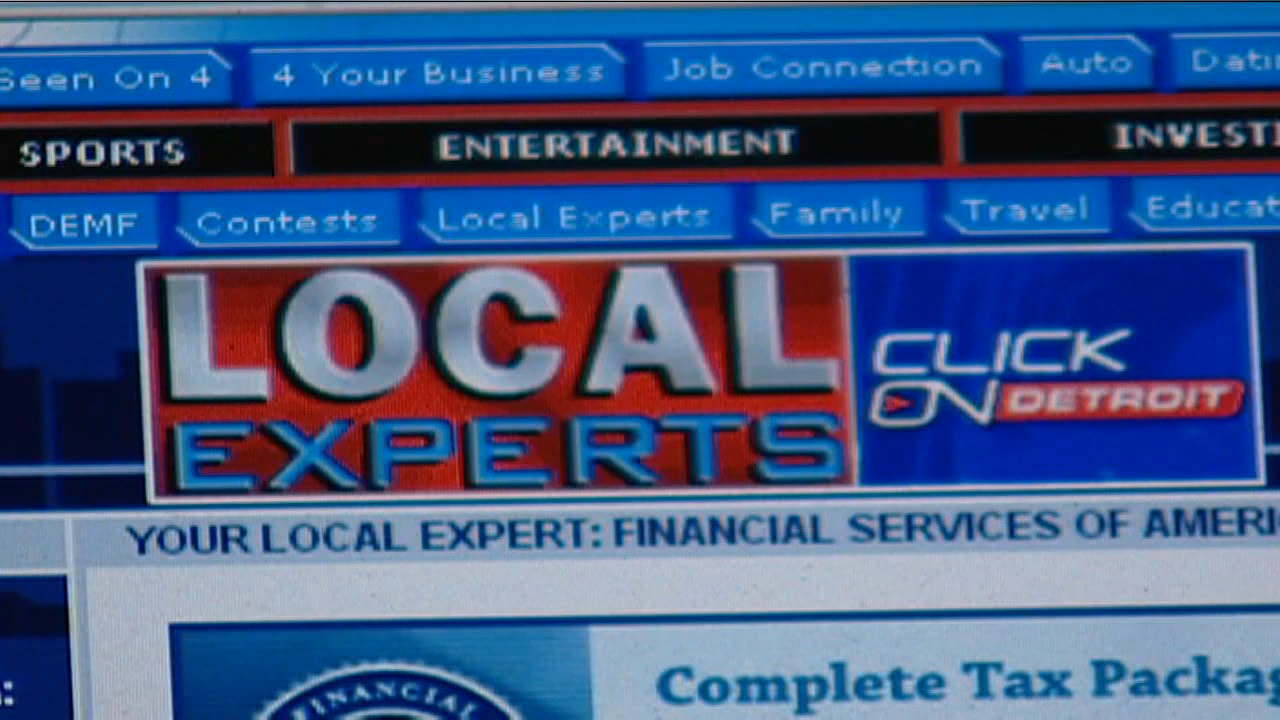 Seen On 4 4 Your Business Job Connection Auto
SPORTS ENTERTAINMENT
DEMF Contests Local Experts Family Travel
LOCAL
EXPERTS
CLICK
ON DETROIT
YOUR LOCAL EXPERT: FINANCIAL SERVICES OF
FINANCIAL
Complete Tax